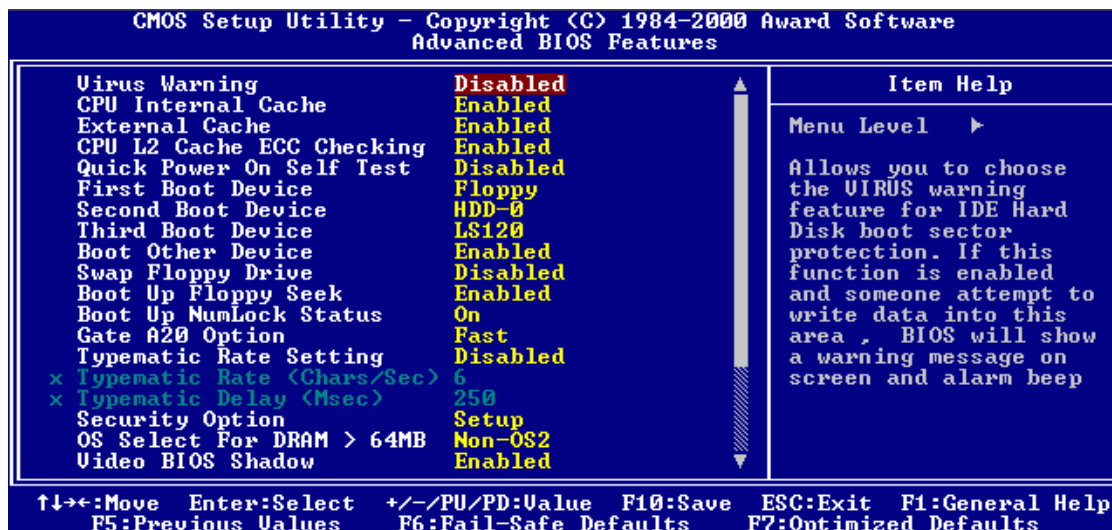 CMOS Setup Utility – Copyright (C) 1984–2000 Award Software
Advanced BIOS Features
Virus Warning Disabled
CPU Internal Cache Enabled
External Cache Enabled
CPU L2 Cache ECC Checking Enabled
Quick Power On Self Test Disabled
First Boot Device Floppy
Second Boot Device HDD-0
Third Boot Device LS120
Boot Other Device Enabled
Swap Floppy Drive Disabled
Boot Up Floppy Seek Enabled
Boot Up NumLock Status On
Gate A20 Option Fast
Typematic Rate Setting Disabled
x Typematic Rate (Chars/Sec) 6
x Typematic Delay (Msec) 250
Security Option Setup
OS Select For DRAM > 64MB Non-OS2
Video BIOS Shadow Enabled
Item Help
Menu Level ►
Allows you to choose
the VIRUS warning
feature for IDE Hard
Disk boot sector
protection. If this
function is enabled
and someone attempt to
write data into this
area , BIOS will show
a warning message on
screen and alarm beep
↑↓→←:Move Enter:Select +/-/PU/PD:Value F10:Save ESC:Exit F1:General Help
F5:Previous Values F6:Fail-Safe Defaults F7:Optimized Defaults